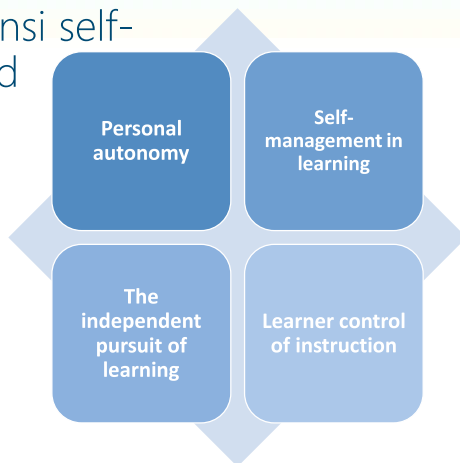 nsi self-
d
Personal
autonomy
Self-
management in
learning
The
independent
pursuit of
learning
Learner control
of instruction